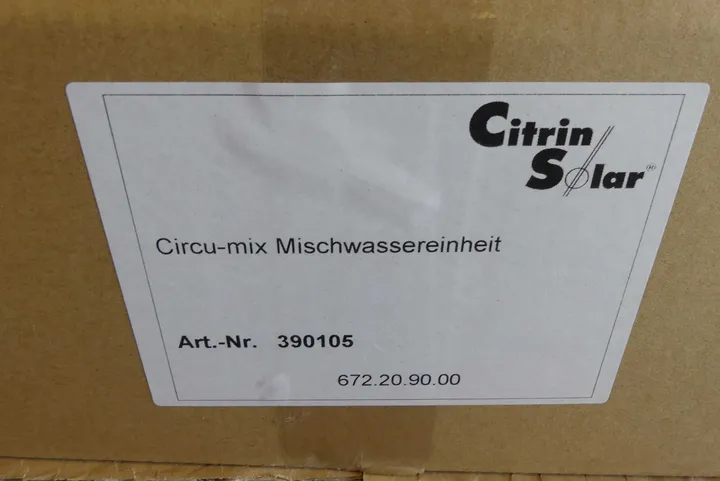 Citrin
Solar®
Circu-mix Mischwassereinheit
Art.-Nr. 390105
672.20.90.00